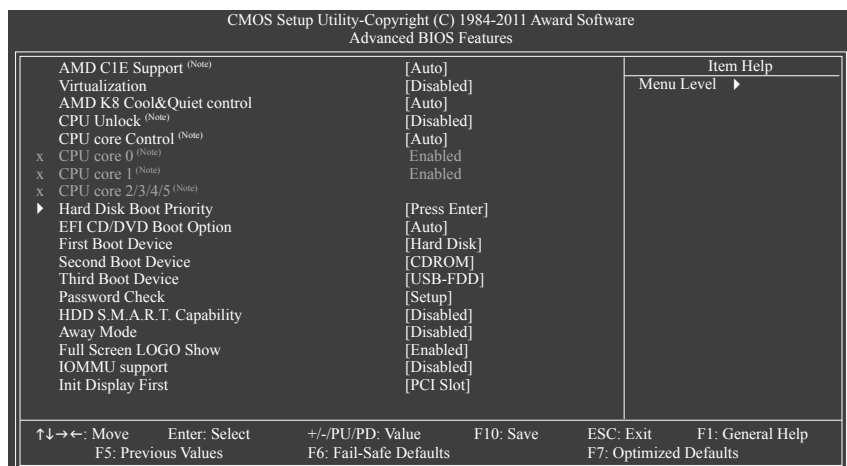 CMOS Setup Utility-Copyright (C) 1984-2011 Award Software
Advanced BIOS Features
AMD C1E Support (Note) [Auto]
Virtualization [Disabled]
AMD K8 Cool&Quiet control [Auto]
CPU Unlock (Note) [Disabled]
CPU core Control (Note) [Auto]
x CPU core 0 (Note) Enabled
x CPU core 1 (Note) Enabled
x CPU core 2/3/4/5 (Note)
Hard Disk Boot Priority [Press Enter]
EFI CD/DVD Boot Option [Auto]
First Boot Device [Hard Disk]
Second Boot Device [CDROM]
Third Boot Device [USB-FDD]
Password Check [Setup]
HDD S.M.A.R.T. Capability [Disabled]
Away Mode [Disabled]
Full Screen LOGO Show [Enabled]
IOMMU support [Disabled]
Init Display First [PCI Slot]
Item Help
Menu Level
↑↓→←: Move Enter: Select +/-/PU/PD: Value F10: Save ESC: Exit F1: General Help
F5: Previous Values F6: Fail-Safe Defaults F7: Optimized Defaults